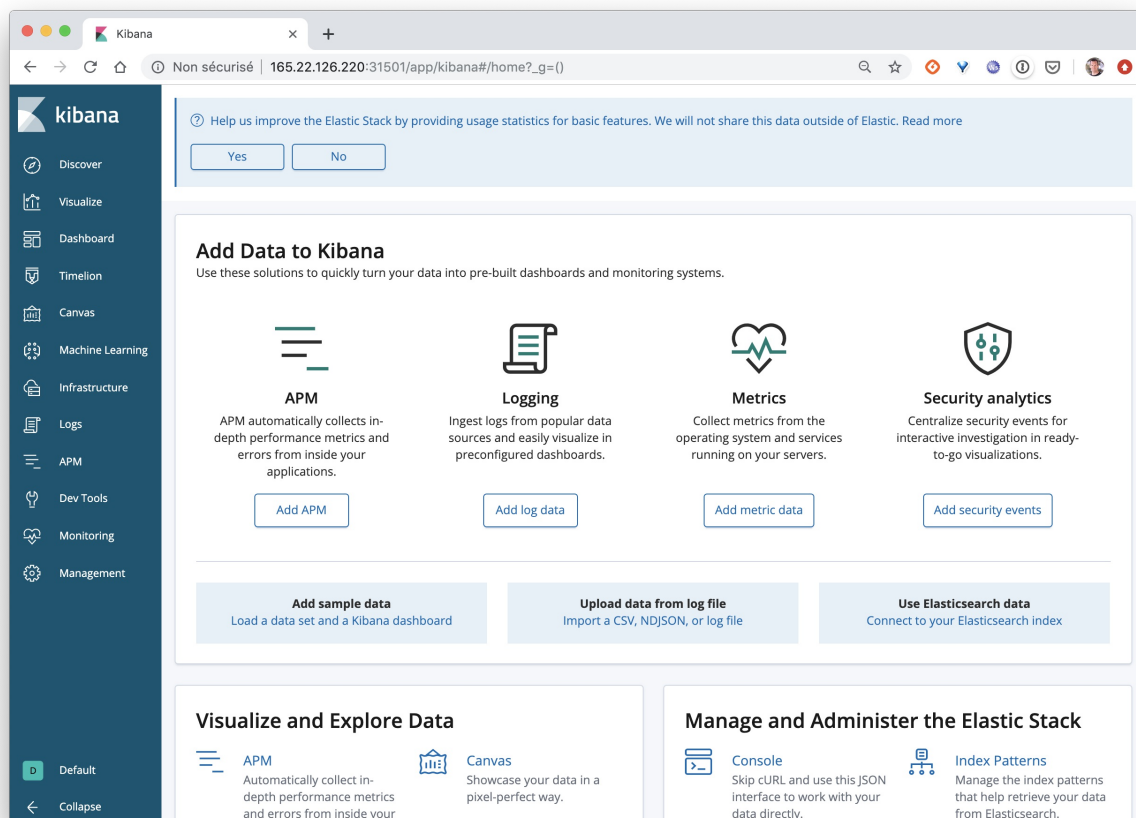 Kibana
Non sécurisé | 165.22.126.220:31501/app/kibana#/home?_g=()
kibana
Discover
Visualize
Dashboard
Timelion
Canvas
Machine Learning
Infrastructure
Logs
APM
Dev Tools
Monitoring
Management
D Default
Collapse
Help us improve the Elastic Stack by providing usage statistics for basic features. We will not share this data outside of Elastic. Read more
Yes
No
Add Data to Kibana
Use these solutions to quickly turn your data into pre-built dashboards and monitoring systems.
APM
APM automatically collects in-
depth performance metrics and
errors from inside your
applications.
Add APM
Logging
Ingest logs from popular data
sources and easily visualize in
preconfigured dashboards.
Add log data
Metrics
Collect metrics from the
operating system and services
running on your servers.
Add metric data
Security analytics
Centralize security events for
interactive investigation in ready-
to-go visualizations.
Add security events
Add sample data
Load a data set and a Kibana dashboard
Upload data from log file
Import a CSV, NDJSON, or log file
Use Elasticsearch data
Connect to your Elasticsearch index
Visualize and Explore Data
APM
Automatically collect in-
depth performance metrics
and errors from inside your
Canvas
Showcase your data in a
pixel-perfect way.
Manage and Administer the Elastic Stack
Console
Skip cURL and use this JSON
interface to work with your
data directly.
Index Patterns
Manage the index patterns
that help retrieve your data
from Elasticsearch.